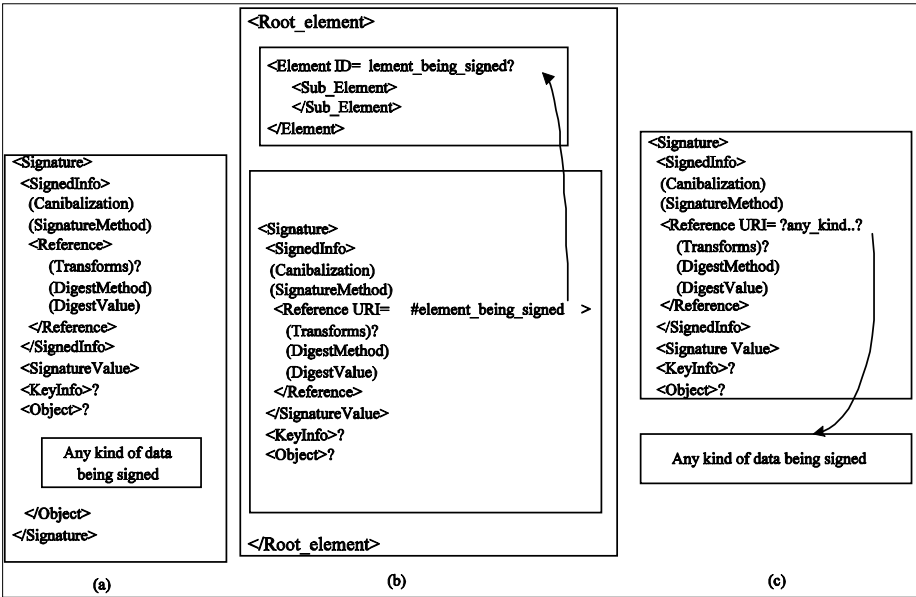 <Signature>
<SignedInfo>
(Canibalization)
(SignatureMethod)
<Reference>
(Transforms)?
(DigestMethod)
(DigestValue)
</Reference>
</SignedInfo>
<SignatureValue>
<KeyInfo>?
<Object>?
Any kind of data
being signed
</Object>
</Signature>
(a)
<Root_element>
<Element ID= lement_being_signed?
<Sub_Element>
</Sub_Element>
</Element>
<Signature>
<SignedInfo>
(Canibalization)
(SignatureMethod)
<Reference URI= #element_being_signed >
(Transforms)?
(DigestMethod)
(DigestValue)
</Reference>
</SignatureValue>
<KeyInfo>?
<Object>?
</Root_element>
(b)
<Signature>
<SignedInfo>
(Canibalization)
(SignatureMethod)
<Reference URI= ?any_kind..?
(Transforms)?
(DigestMethod)
(DigestValue)
</Reference>
</SignedInfo>
<Signature Value>
<KeyInfo>?
<Object>?
Any kind of data being signed
(c)